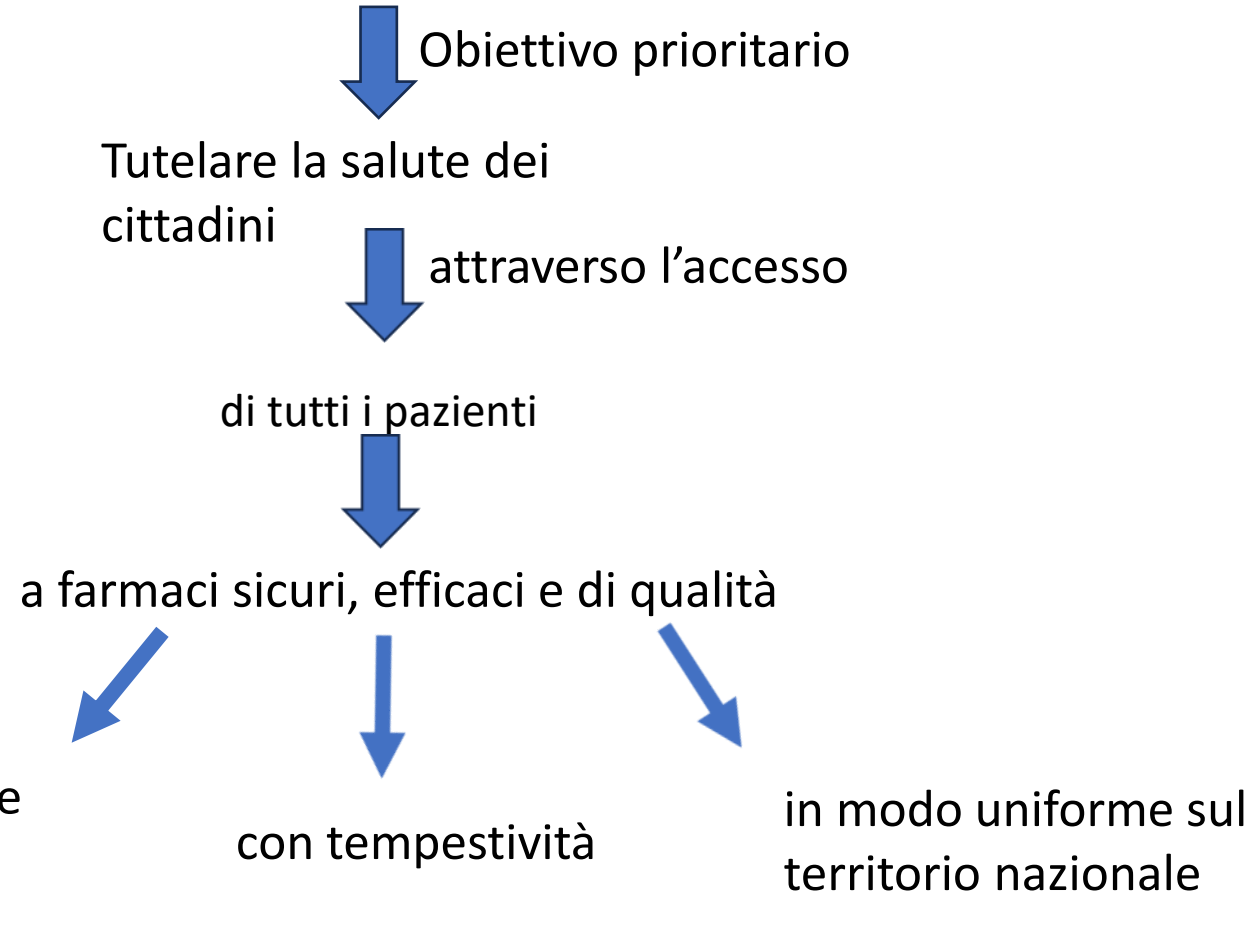 Obiettivo prioritario
Tutelare la salute dei
cittadini
attraverso l’accesso
di tutti i pazienti
a farmaci sicuri, efficaci e di qualità
e
con tempestività
in modo uniforme sul
territorio nazionale